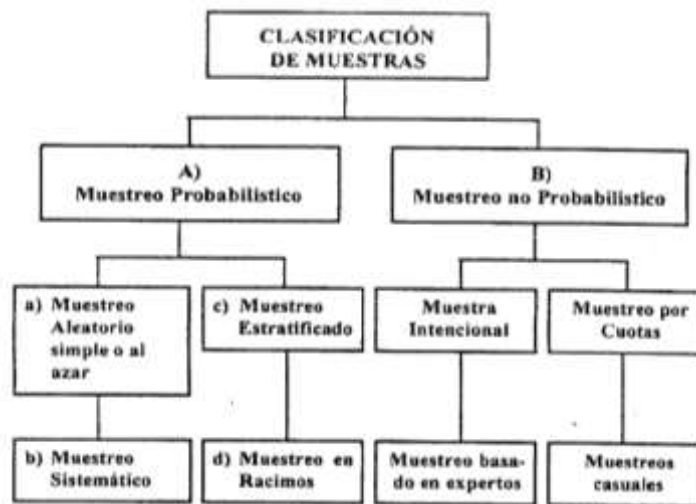 CLASIFICACIÓN
DE MUESTRAS
A)
Muestreo Probabilístico
B)
Muestreo no Probabilístico
a) Muestreo
Aleatorio
simple o al
azar
c) Muestreo
Estratificado
Muestra
Intencional
Muestreo por
Cuotas
b) Muestreo
Sistemático
d) Muestreo en
Racimos
Muestreo basa-
do en expertos
Muestreos
casuales